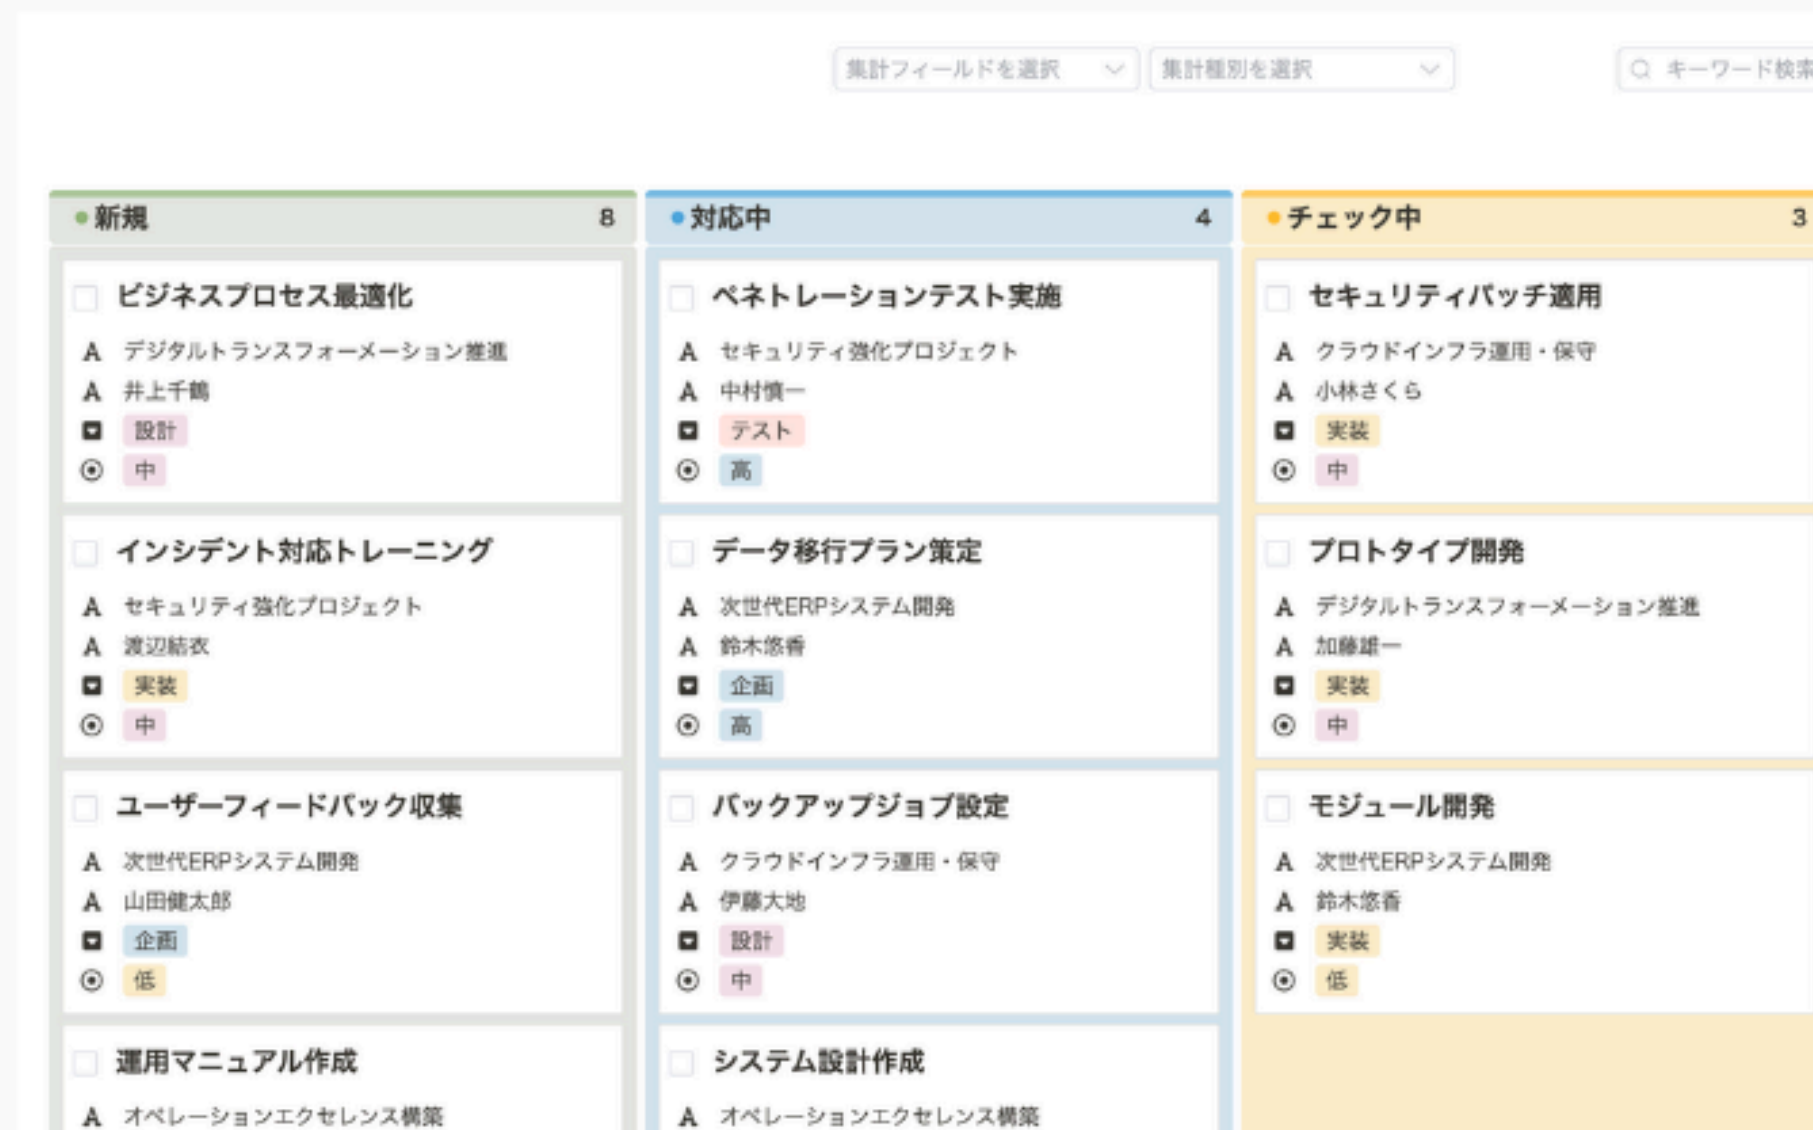 集計フィールドを選択
集計種別を選択
キーワード検索
新規 8
ビジネスプロセス最適化
A デジタルトランスフォーメーション推進
A 井上千鶴
設計
中
インシデント対応トレーニング
A セキュリティ強化プロジェクト
A 渡辺結衣
実装
中
ユーザーフィードバック収集
A 次世代ERPシステム開発
A 山田健太郎
企画
低
運用マニュアル作成
A オペレーションエクセレンス構築
対応中 4
ペネトレーションテスト実施
A セキュリティ強化プロジェクト
A 中村慎一
テスト
高
データ移行プラン策定
A 次世代ERPシステム開発
A 鈴木悠香
企画
高
バックアップジョブ設定
A クラウドインフラ運用・保守
A 伊藤大地
設計
中
システム設計作成
A オペレーションエクセレンス構築
チェック中 3
セキュリティパッチ適用
A クラウドインフラ運用・保守
A 小林さくら
実装
中
プロトタイプ開発
A デジタルトランスフォーメーション推進
A 加藤雄一
実装
中
モジュール開発
A 次世代ERPシステム開発
A 鈴木悠香
実装
低